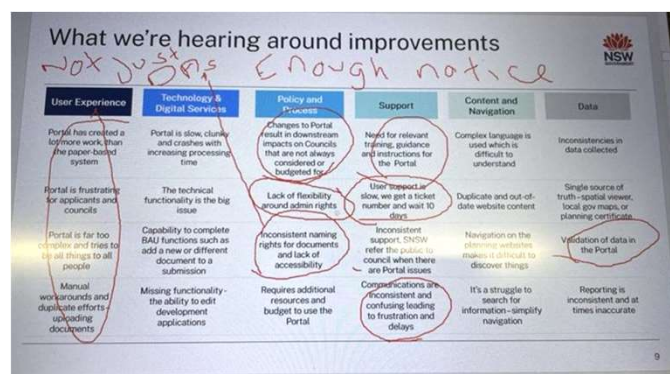 What we're hearing around improvements
NSW
GOVERNMENT
Not Just
Enough notice
User Experience
Technology &
Digital Services
Policy and
Process
Support
Content and
Navigation
Data
Portal has created a
lot more work, than
the paper-based
system
Portal is slow, clunky
and crashes with
increasing processing
time
Changes to Portal
result in downstream
impacts on Councils
that are not always
considered or
budgeted for
Need for relevant
training, guidance
and instructions for
the Portal
Complex language is
used which is
difficult to
understand
Inconsistencies in
data collected
Portal is frustrating
for applicants and
councils
The technical
functionality is the big
issue
Lack of flexibility
around admin rights
User support is
slow, we get a ticket
number and wait 10
days
Duplicate and out-of-
date website content
Single source of
truth-spatial viewer,
local gov maps, or
planning certificate
Portal is far too
complex and tries to
be all things to all
people
Capability to complete
BAU functions such as
add a new or different
document to a
submission
Inconsistent naming
rights for documents
and lack of
accessibility
Inconsistent
support, SNSW
refer the public to
council when there
are Portal issues
Navigation on the
planning websites
makes it difficult to
discover things
Validation of data in
the Portal
Manual
workarounds and
duplicate efforts-
uploading
documents
Missing functionality-
the ability to edit
development
applications
Requires additional
resources and
budget to use the
Portal
Communications are
inconsistent and
confusing leading
to frustration and
delays
It's a struggle to
search for
information-simplify
navigation
Reporting is
inconsistent and at
times inaccurate
9